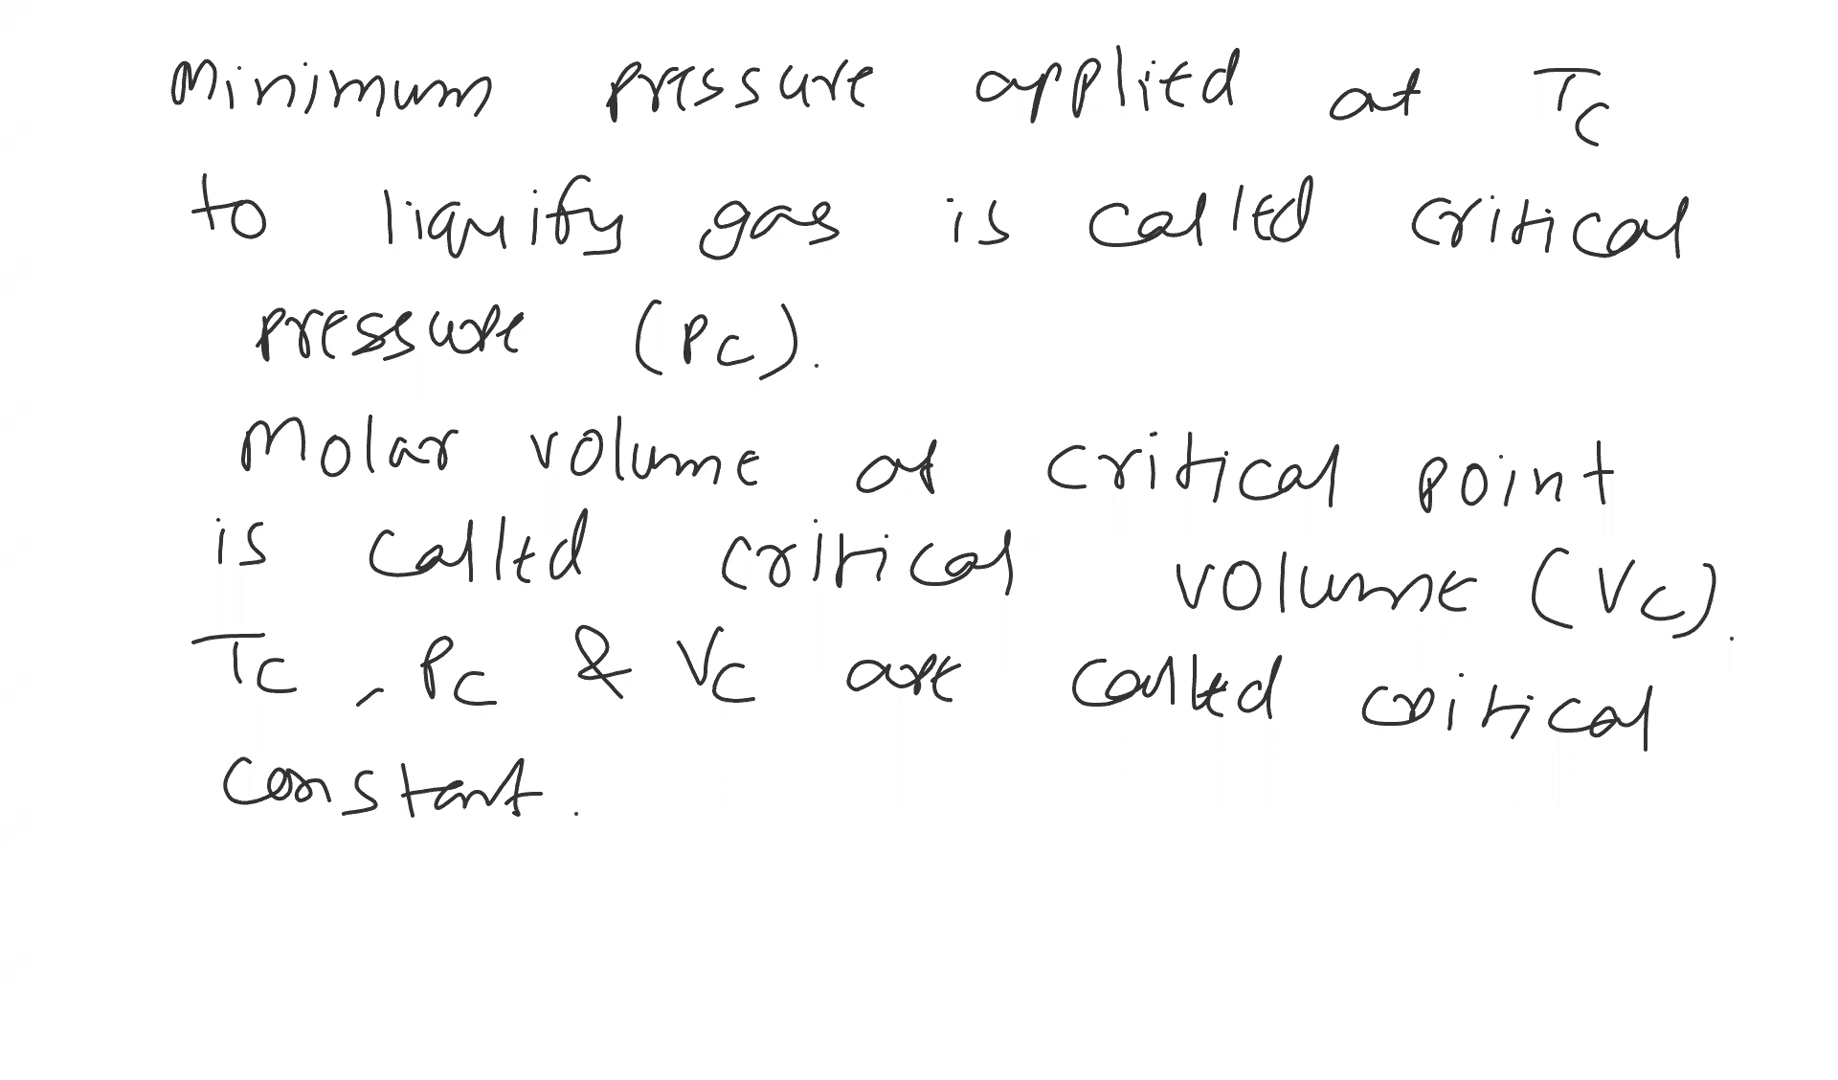 Minimum pressure applied at Tc
to liquify gas is called critical
pressure (Pc).
Molar volume at critical point
is called critical volume (Vc).
Tc, Pc & Vc are called critical
constant.